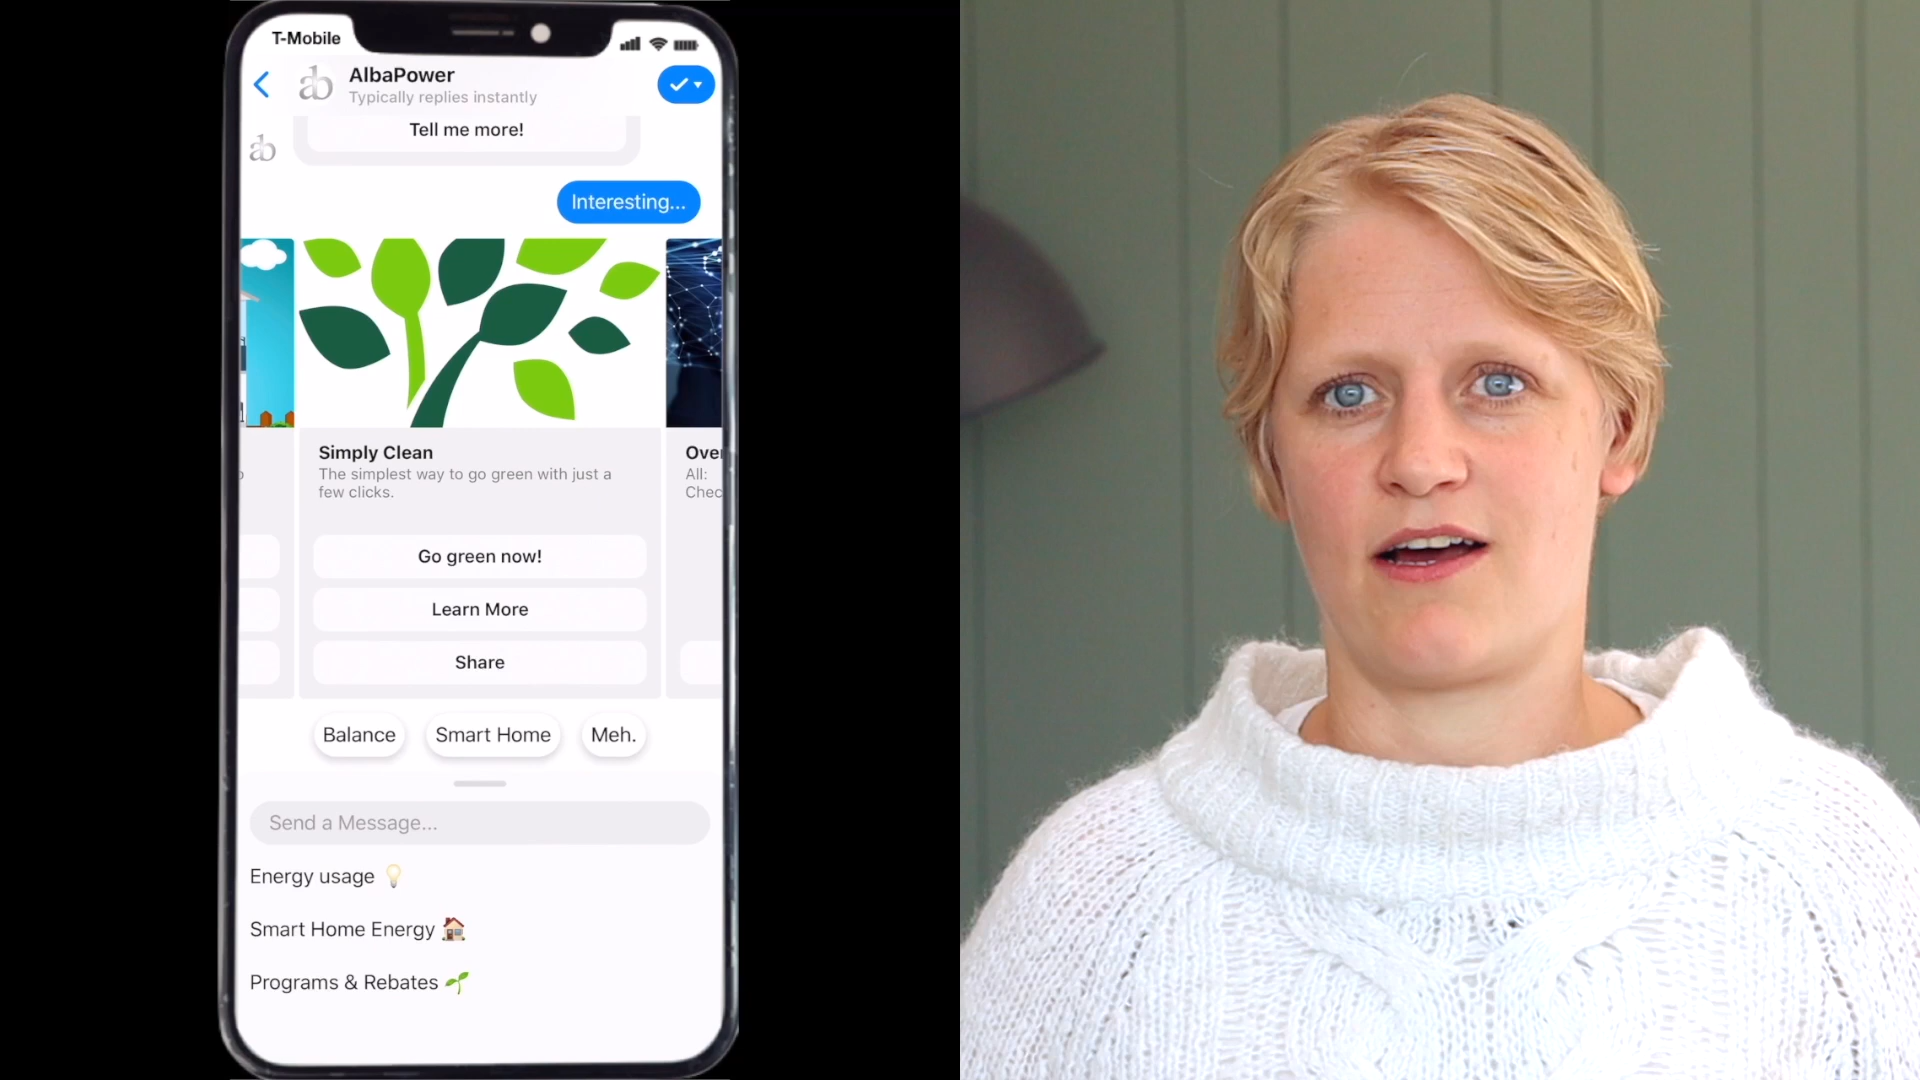 T-Mobile
AlbaPower
Typically replies instantly
ab
Tell me more!
ab
Interesting...
Simply Clean
The simplest way to go green with just a
few clicks.
All:
Go green now!
Learn More
Share
Balance
Smart Home
Meh.
Send a Message...
Energy usage
Smart Home Energy
Programs & Rebates